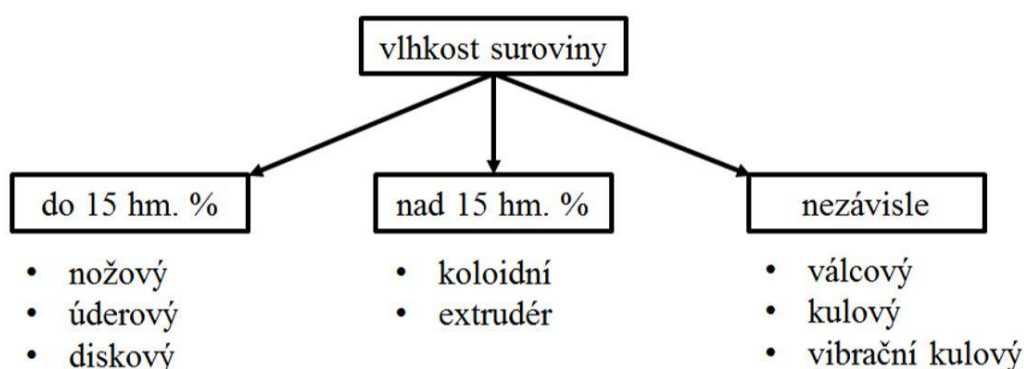 vlhkost suroviny
do 15 hm. %
nad 15 hm. %
nezávisle
• nožový
• úderový
• diskový
• koloidní
• extrudér
• válcový
• kulový
• vibrační kulový